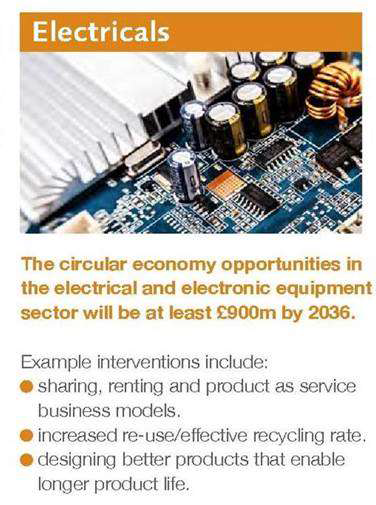 Electricals
The circular economy opportunities in
the electrical and electronic equipment
sector will be at least £900m by 2036.
Example interventions include:
● sharing, renting and product as service
business models.
● increased re-use/effective recycling rate.
● designing better products that enable
longer product life.